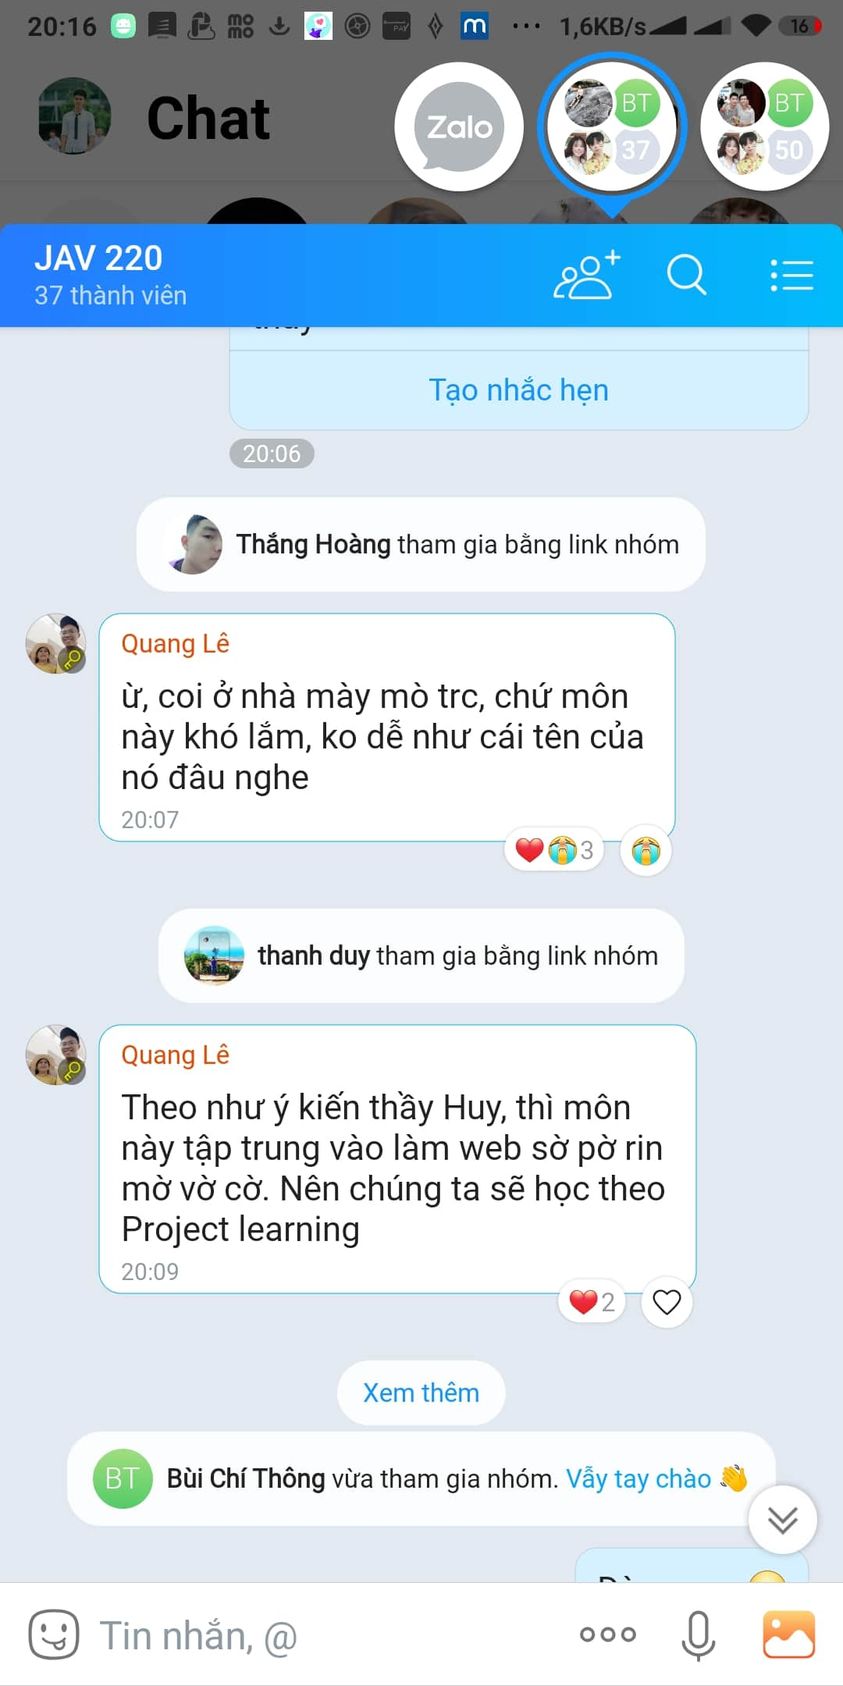 20:16
1,6KB/s
16
Chat
Zalo
BT
37
BT
50
JAV 220
37 thành viên
Tạo nhắc hẹn
20:06
Thắng Hoàng tham gia bằng link nhóm
Quang Lê
ừ, coi ở nhà mày mò trc, chứ môn
này khó lắm, ko dễ như cái tên của
nó đâu nghe
20:07
3
thanh duy tham gia bằng link nhóm
Quang Lê
Theo như ý kiến thầy Huy, thì môn
này tập trung vào làm web sờ pờ rin
mờ vờ cờ. Nên chúng ta sẽ học theo
Project learning
20:09
2
Xem thêm
BT
Bùi Chí Thông vừa tham gia nhóm. Vẫy tay chào 👋
Tin nhắn, @